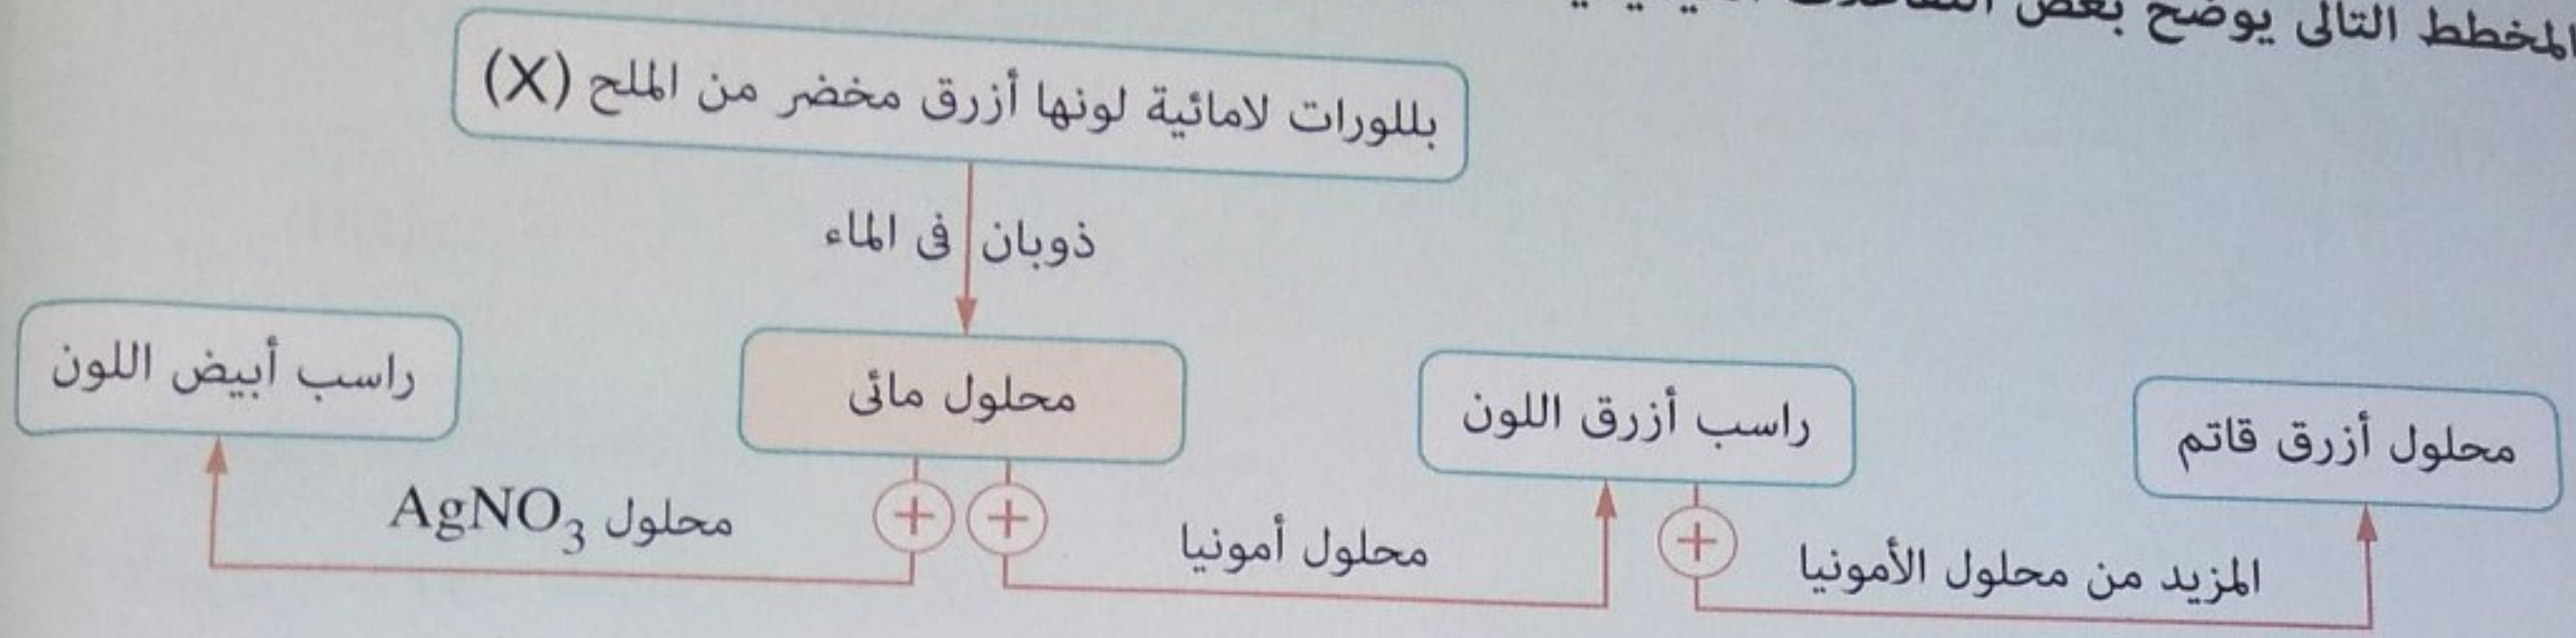 المخطط التالى يوضح بعض
بللورات لامائية لونها أزرق مخضر من الملح (X)
ذوبان فى الماء
راسب أبيض اللون
محلول مائى
راسب أزرق اللون
محلول أزرق قاتم
محلول AgNO3
+
+
محلول أمونيا
+
المزيد من محلول الأمونيا